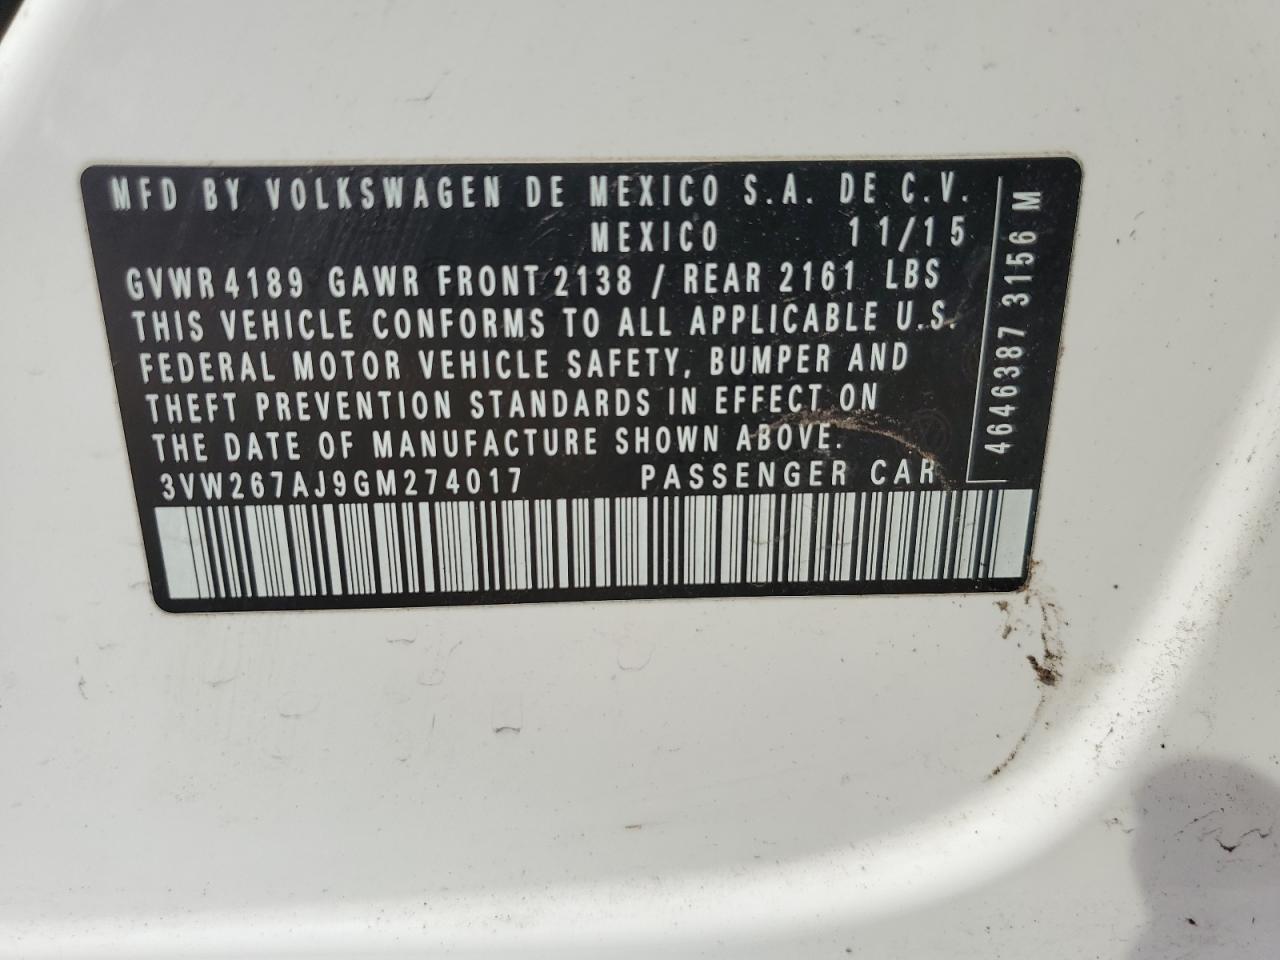 MFD BY VOLKSWAGEN DE MEXICO S.A. DE C.V.
MEXICO 11/15
GVWR 4189 GAWR FRONT 2138 / REAR 2161 LBS
THIS VEHICLE CONFORMS TO ALL APPLICABLE U.S.
FEDERAL MOTOR VEHICLE SAFETY, BUMPER AND
THEFT PREVENTION STANDARDS IN EFFECT ON
THE DATE OF MANUFACTURE SHOWN ABOVE.
3VW267AJ9GM274017 PASSENGER CAR
4646387 3156 M